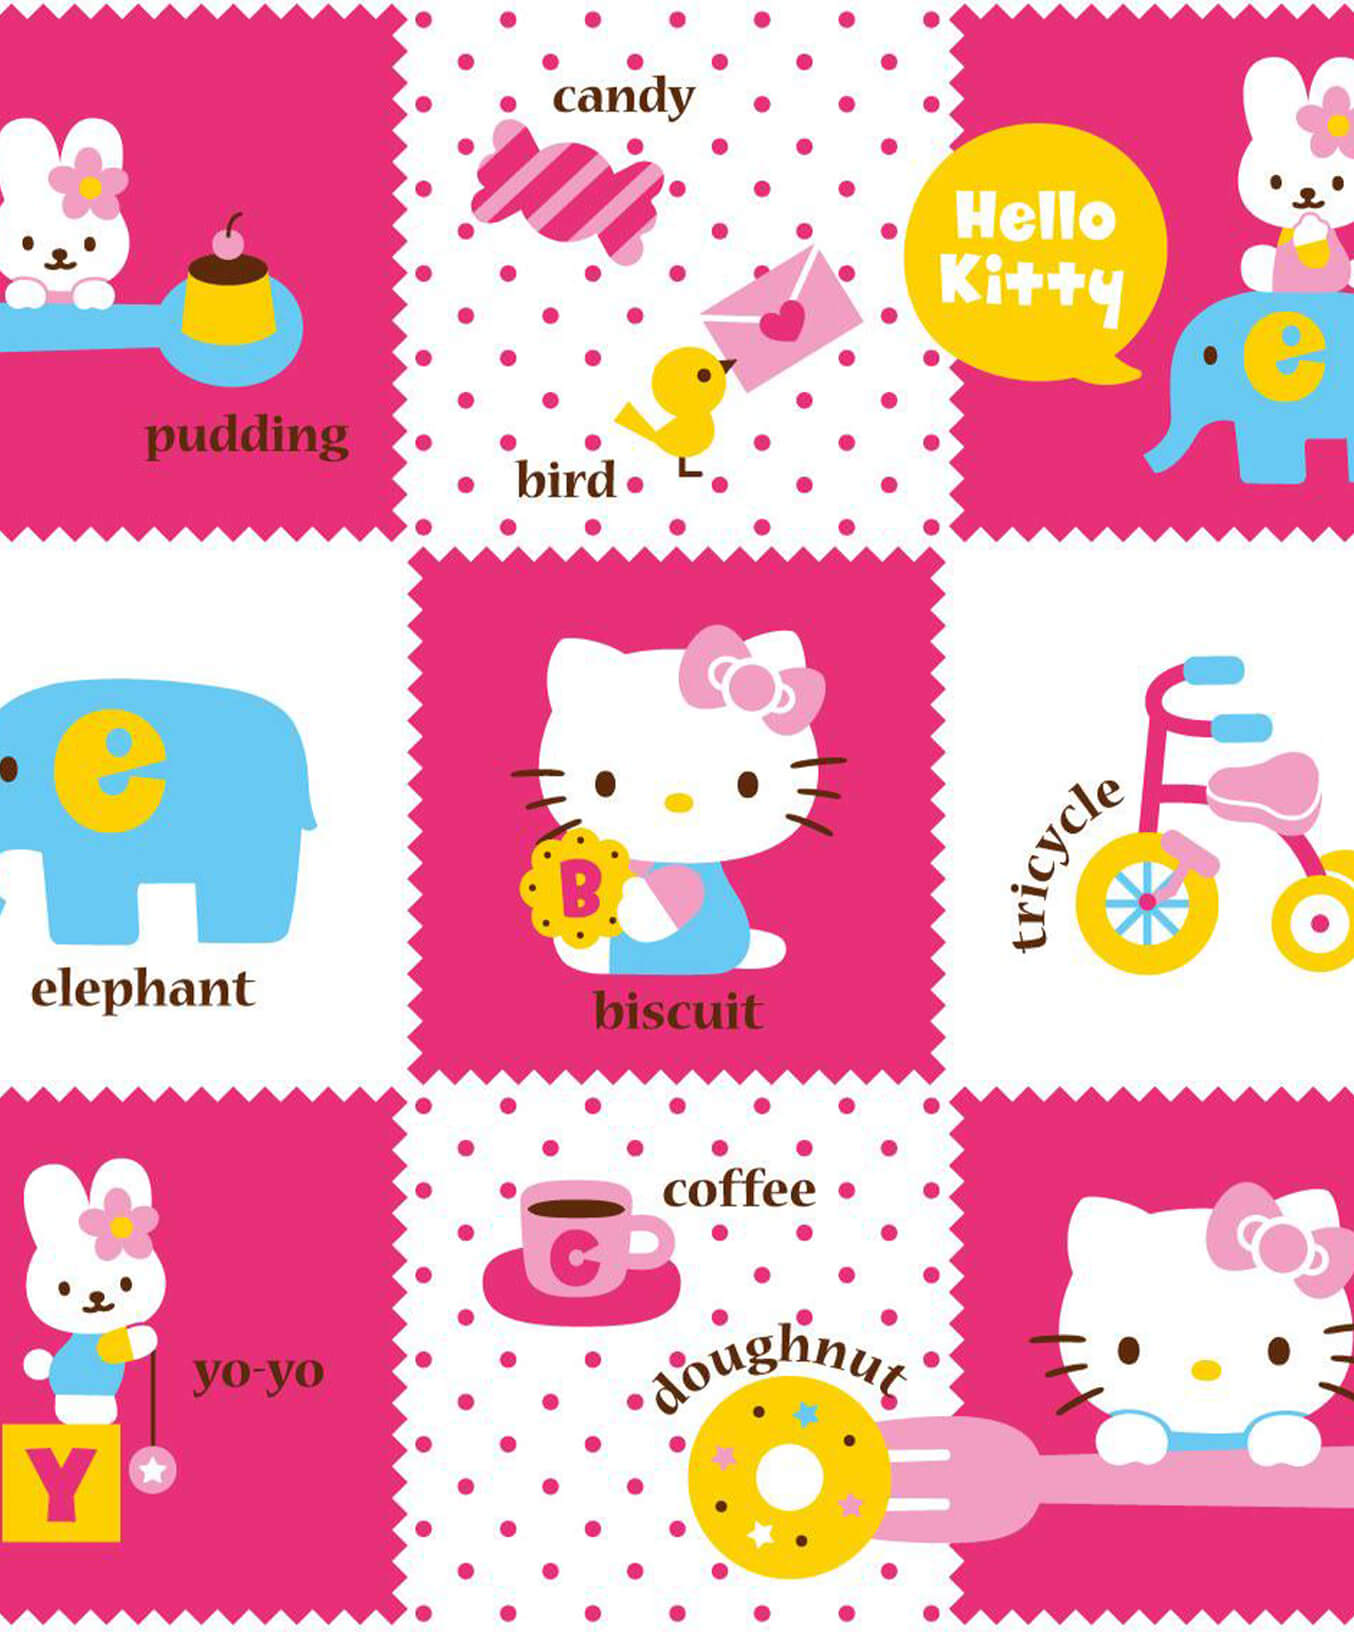 candy
Hello
Kitty
e
pudding
bird
e
tricycle
B
elephant
biscuit
coffee
C
yo-yo
doughnut
Y